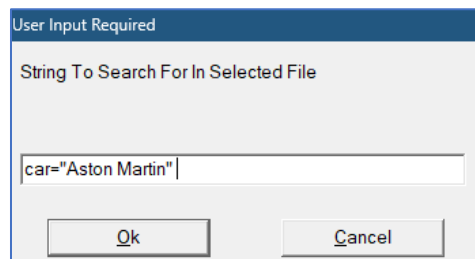 User Input Required
String To Search For In Selected File
car="Aston Martin"
Ok
Cancel